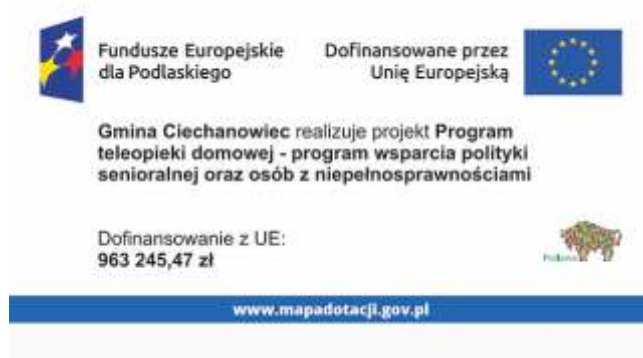 Fundusze Europejskie
dla Podlaskiego
Dofinansowane przez
Unię Europejską
Gmina Ciechanowiec realizuje projekt Program
teleopieki domowej - program wsparcia polityki
senioralnej oraz osób z niepełnosprawnościami
Dofinansowanie z UE:
963 245,47 zł
www.mapadotacji.gov.pl